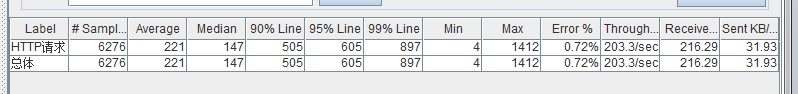 Label # Sampl... Average Median 90% Line 95% Line 99% Line Min Max Error % Through... Receive... Sent KB/...
HTTP请求 6276 221 147 505 605 897 4 1412 0.72% 203.3/sec 216.29 31.93
总体 6276 221 147 505 605 897 4 1412 0.72% 203.3/sec 216.29 31.93